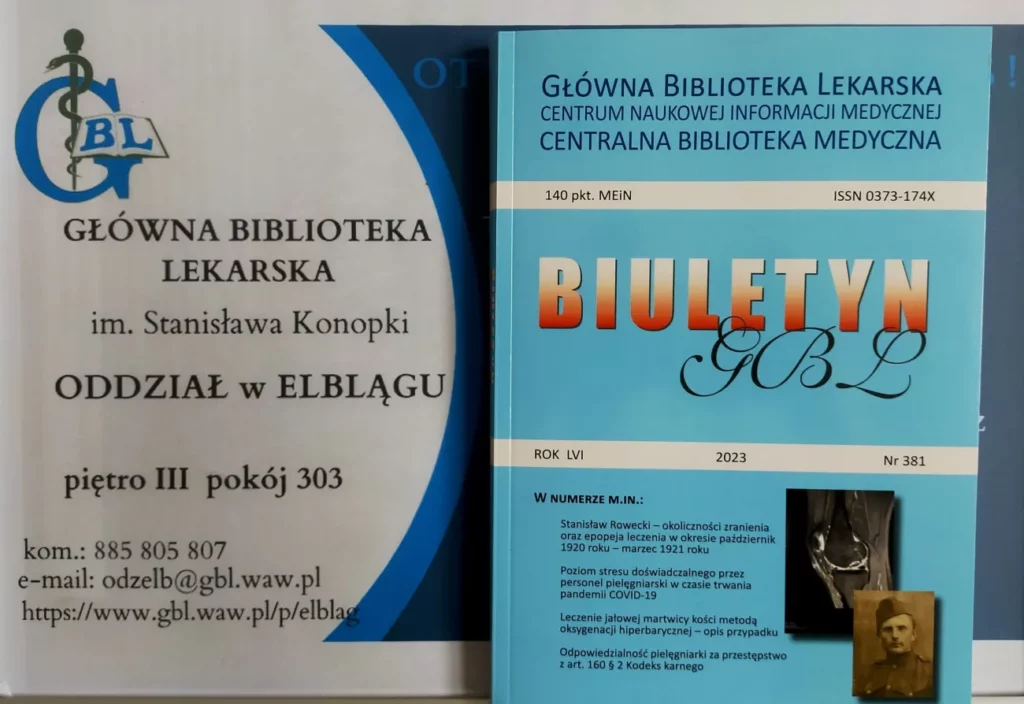 GBL
GŁÓWNA BIBLIOTEKA
LEKARSKA
im. Stanisława Konopki
ODDZIAŁ w ELBLĄGU
piętro III pokój 303
kom.: 885 805 807
e-mail: odzelb@gbl.waw.pl
https://www.gbl.waw.pl/p/elblag
OT
!
GŁÓWNA BIBLIOTEKA LEKARSKA
CENTRUM NAUKOWEJ INFORMACJI MEDYCZNEJ
CENTRALNA BIBLIOTEKA MEDYCZNA
140 pkt. MEiN ISSN 0373-174X
BIULETYN
GBL
ROK LVI 2023 Nr 381
W NUMERZE M.IN.:
Stanisław Rowecki – okoliczności zranienia
oraz epopeja leczenia w okresie październik
1920 roku – marzec 1921 roku
Poziom stresu doświadczalnego przez
personel pielęgniarski w czasie trwania
pandemii COVID-19
Leczenie jałowej martwicy kości metodą
oksygenacji hiperbarycznej – opis przypadku
Odpowiedzialność pielęgniarki za przestępstwo
z art. 160 § 2 Kodeks karnego